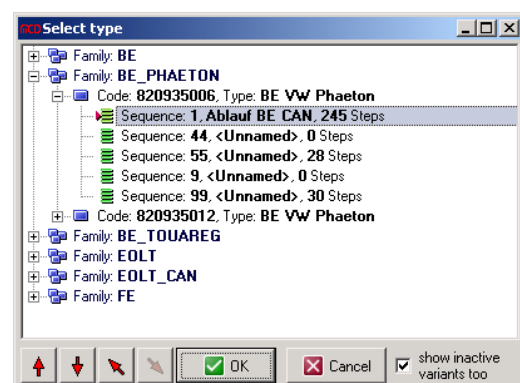 Select type
Family: BE
Family: BE_PHAETON
Code: 820935006, Type: BE VW Phaeton
Sequence: 1, Ablauf BE CAN, 245 Steps
Sequence: 44, <Unnamed>, 0 Steps
Sequence: 55, <Unnamed>, 28 Steps
Sequence: 9, <Unnamed>, 0 Steps
Sequence: 99, <Unnamed>, 30 Steps
Code: 820935012, Type: BE VW Phaeton
Family: BE_TOUAREG
Family: EOLT
Family: EOLT_CAN
Family: FE
OK
Cancel
show inactive
variants too